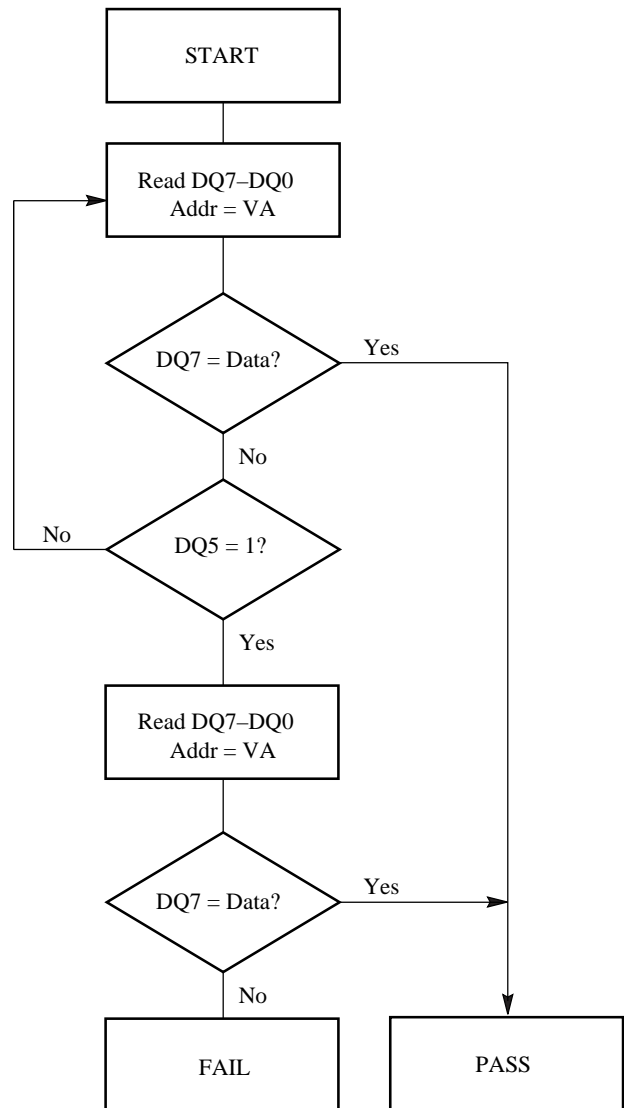 START
Read DQ7–DQ0
Addr = VA
DQ7 = Data?
Yes
No
DQ5 = 1?
No
Yes
Read DQ7–DQ0
Addr = VA
DQ7 = Data?
Yes
No
FAIL
PASS